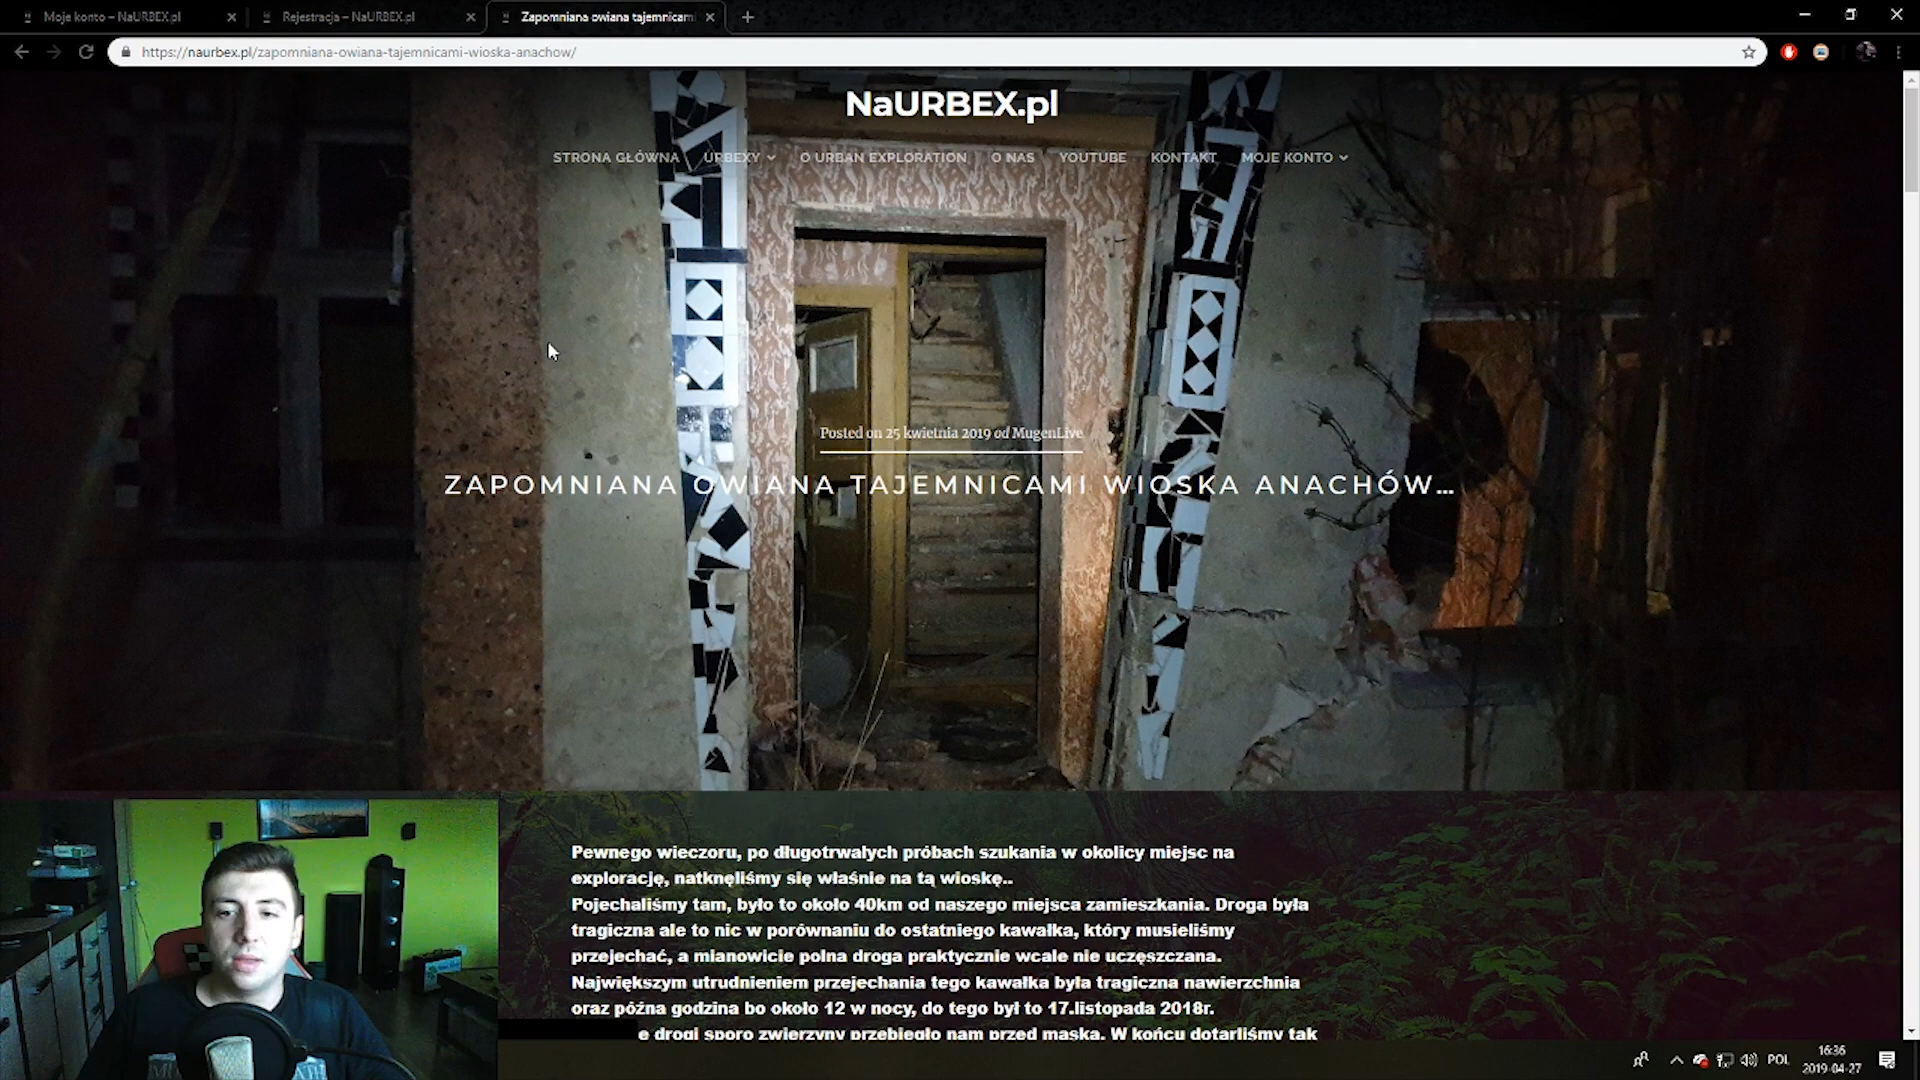 Moje konto – NaURBEX.pl
Rejestracja – NaURBEX.pl
Zapomniana owiana tajemnicami
https://naurbex.pl/zapomniana-owiana-tajemnicami-wioska-anachow/
NaURBEX.pl
STRONA GŁÓWNA URBEXY O URBAN EXPLORATION O NAS YOUTUBE KONTAKT MOJE KONTO
Posted on 25 kwietnia 2019 od MugenLive
ZAPOMNIANA OWIANA TAJEMNICAMI WIOSKA ANACHÓW...
Pewnego wieczoru, po długotrwałych próbach szukania w okolicy miejsc na
eksplorację, natknęliśmy się właśnie na tą wioskę..
Pojechaliśmy tam, było to około 40km od naszego miejsca zamieszkania. Droga była
tragiczna ale to nic w porównaniu do ostatniego kawałka, który musieliśmy
przejechać, a mianowicie polna droga praktycznie wcale nie uczęszczana.
Największym utrudnieniem przejechania tego kawałka była tragiczna nawierzchnia
oraz późna godzina bo około 12 w nocy, do tego był to 17.listopada 2018r.
e drogi sporo zwierzyny przebiegło nam przed maską. W końcu dotarliśmy tak
POL
16:36
2019-04-27